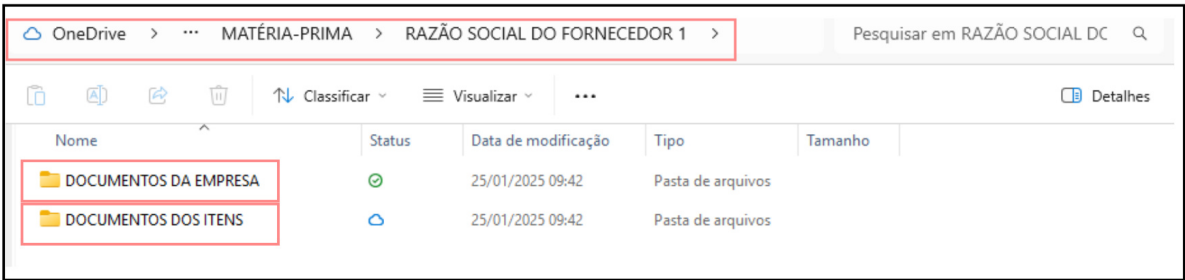 OneDrive > ... MATÉRIA-PRIMA > RAZÃO SOCIAL DO FORNECEDOR 1 > Pesquisar em RAZÃO SOCIAL DC
Classificar Visualizar ... Detalhes
Nome Status Data de modificação Tipo Tamanho
DOCUMENTOS DA EMPRESA 25/01/2025 09:42 Pasta de arquivos
DOCUMENTOS DOS ITENS 25/01/2025 09:42 Pasta de arquivos